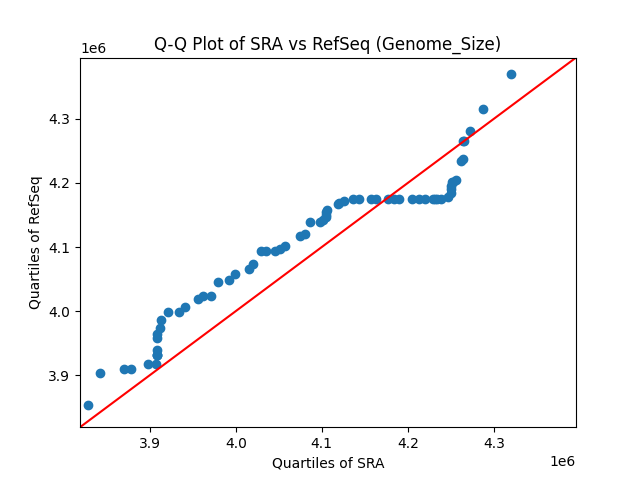 Q-Q Plot of SRA vs RefSeq (Genome_Size)
1e6
4.3
4.2
4.1
4.0
3.9
Quartiles of RefSeq
3.9 4.0 4.1 4.2 4.3
1e6
Quartiles of SRA